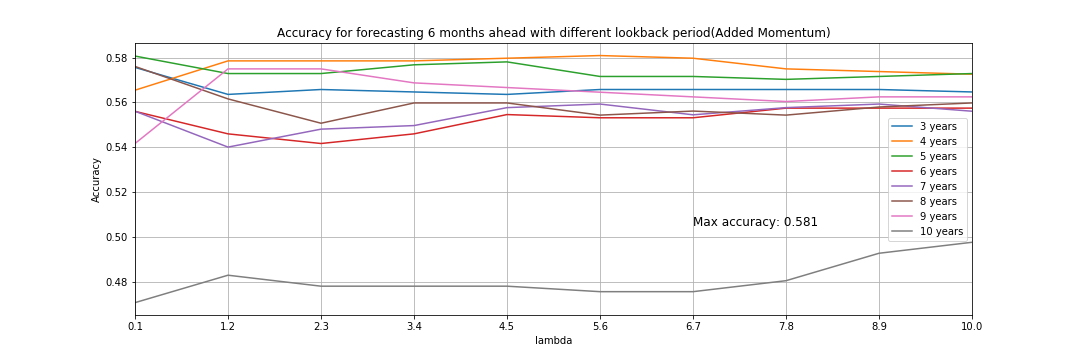 Accuracy for forecasting 6 months ahead with different lookback period(Added Momentum)
0.58
0.56
0.54
0.52
0.50
0.48
Accuracy
Max accuracy: 0.581
3 years
4 years
5 years
6 years
7 years
8 years
9 years
10 years
0.1 1.2 2.3 3.4 4.5 5.6 6.7 7.8 8.9 10.0
lambda